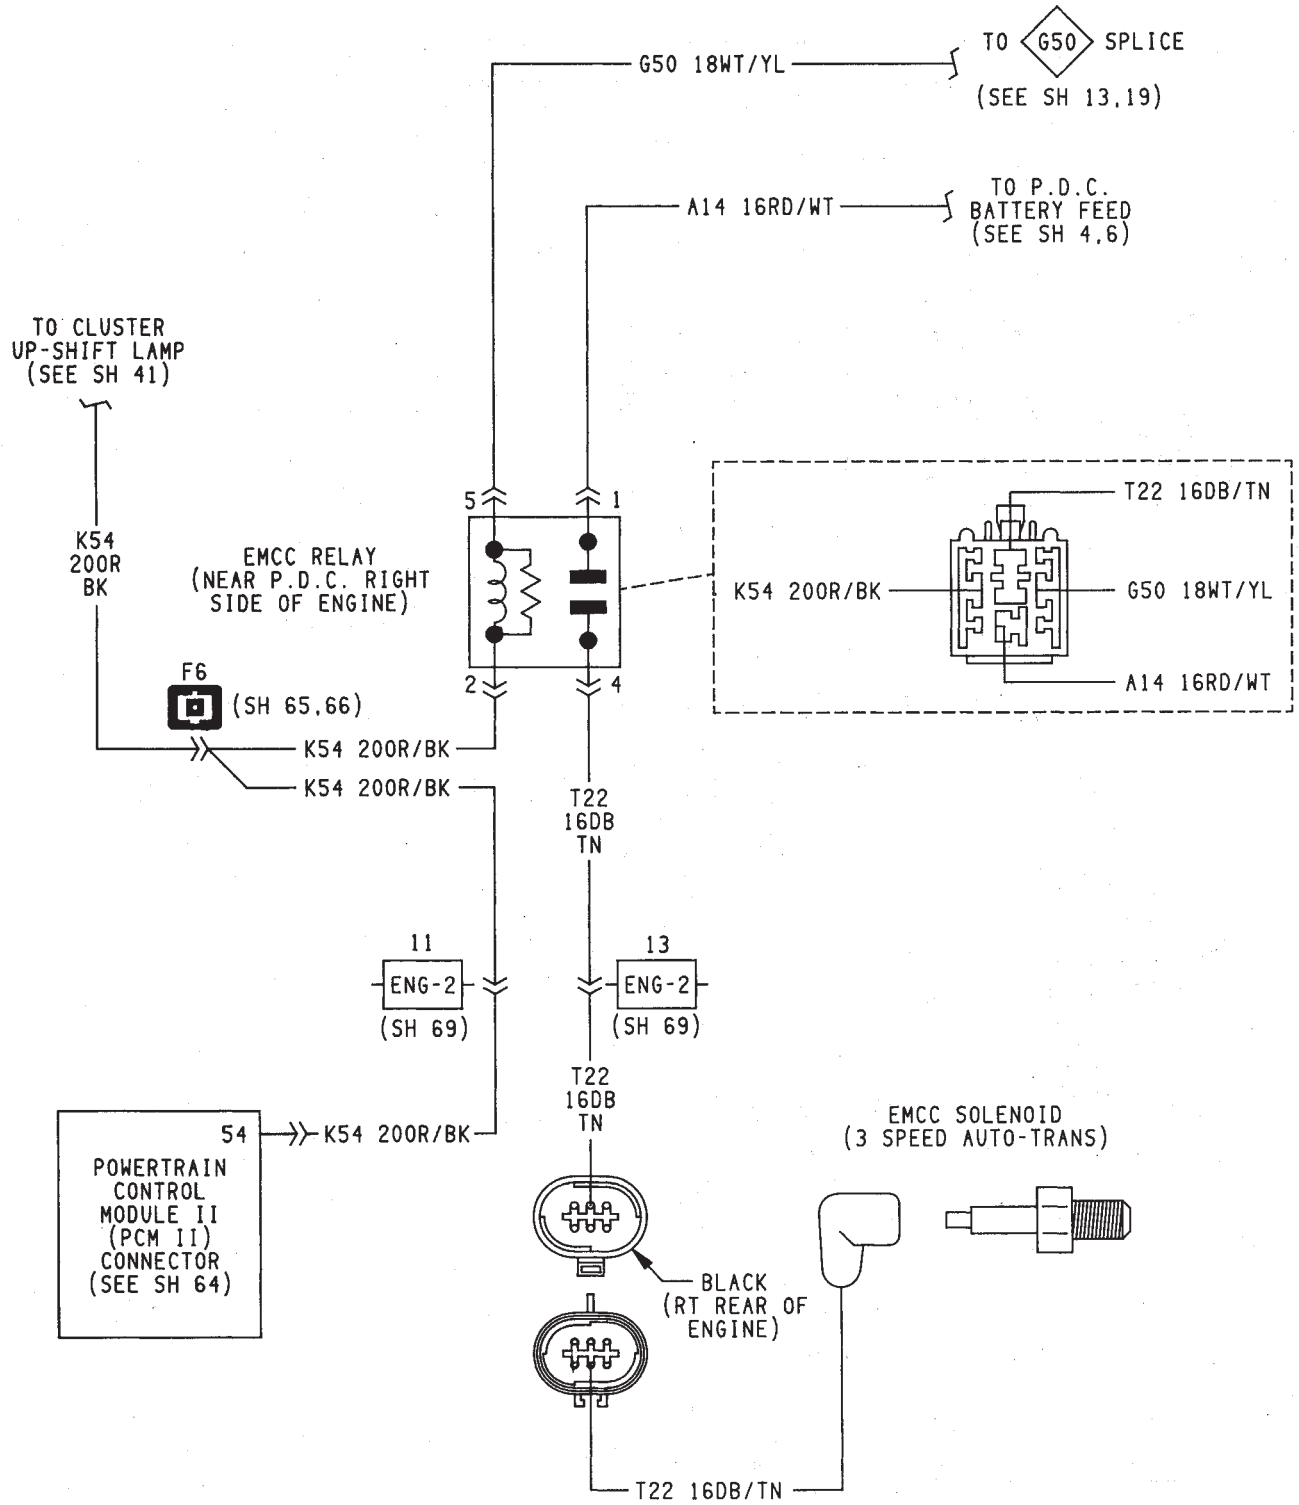 TO G50 SPLICE
(SEE SH 13,19)
G50 18WT/YL
TO P.D.C.
BATTERY FEED
(SEE SH 4,6)
A14 16RD/WT
TO CLUSTER
UP-SHIFT LAMP
(SEE SH 41)
K54
20OR
BK
5
1
EMCC RELAY
(NEAR P.D.C. RIGHT
SIDE OF ENGINE)
2
4
T22 16DB/TN
K54 20OR/BK
G50 18WT/YL
A14 16RD/WT
F6
(SH 65,66)
K54 20OR/BK
K54 20OR/BK
T22
16DB
TN
11
ENG-2
(SH 69)
13
ENG-2
(SH 69)
T22
16DB
TN
54
K54 20OR/BK
POWERTRAIN
CONTROL
MODULE II
(PCM II)
CONNECTOR
(SEE SH 64)
EMCC SOLENOID
(3 SPEED AUTO-TRANS)
BLACK
(RT REAR OF
ENGINE)
T22 16DB/TN